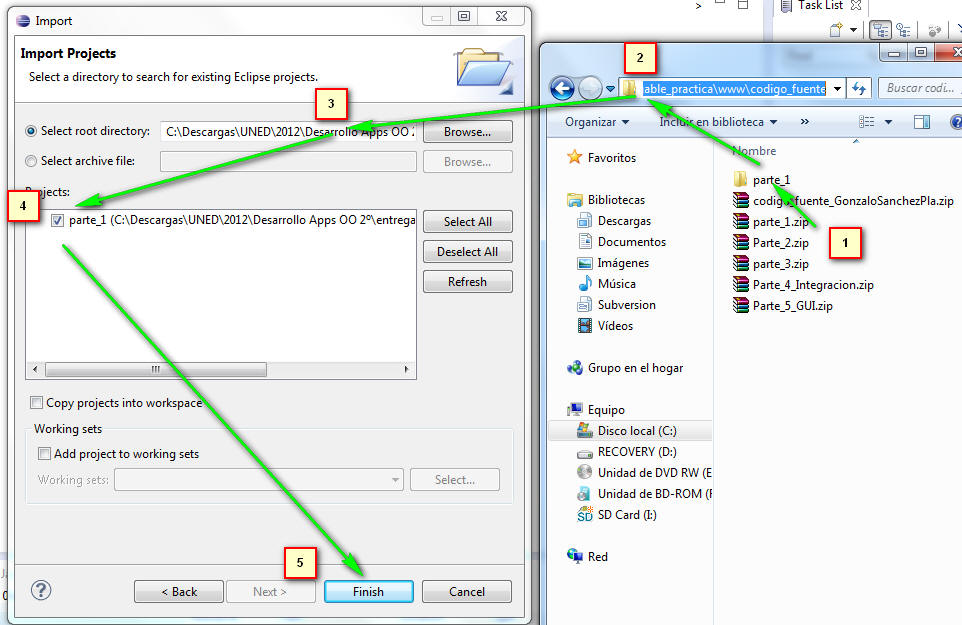 Import
Import Projects
Select a directory to search for existing Eclipse projects.
3
Select root directory:
C:\Descargas\UNED\2012\Desarrollo Apps OO 2
Browse...
Select archive file:
Browse...
Projects:
4
parte_1 (C:\Descargas\UNED\2012\Desarrollo Apps OO 2º\entrega
Select All
Deselect All
Refresh
Copy projects into workspace
Working sets
Add project to working sets
Working sets:
Select...
5
?
< Back
Next >
Finish
Cancel
> Task List
2
able_practica\www\codigo_fuente
Buscar codi...
Organizar
Incluir en biblioteca
»
?
Favoritos
Bibliotecas
Descargas
Documentos
Imágenes
Música
Subversion
Vídeos
Grupo en el hogar
Equipo
Disco local (C:)
RECOVERY (D:)
Unidad de DVD RW (E
Unidad de BD-ROM (F
SD Card (I:)
Red
Nombre
parte_1
codigo_fuente_GonzaloSanchezPla.zip
parte_1.zip
1
Parte_2.zip
parte_3.zip
Parte_4_Integracion.zip
Parte_5_GUI.zip